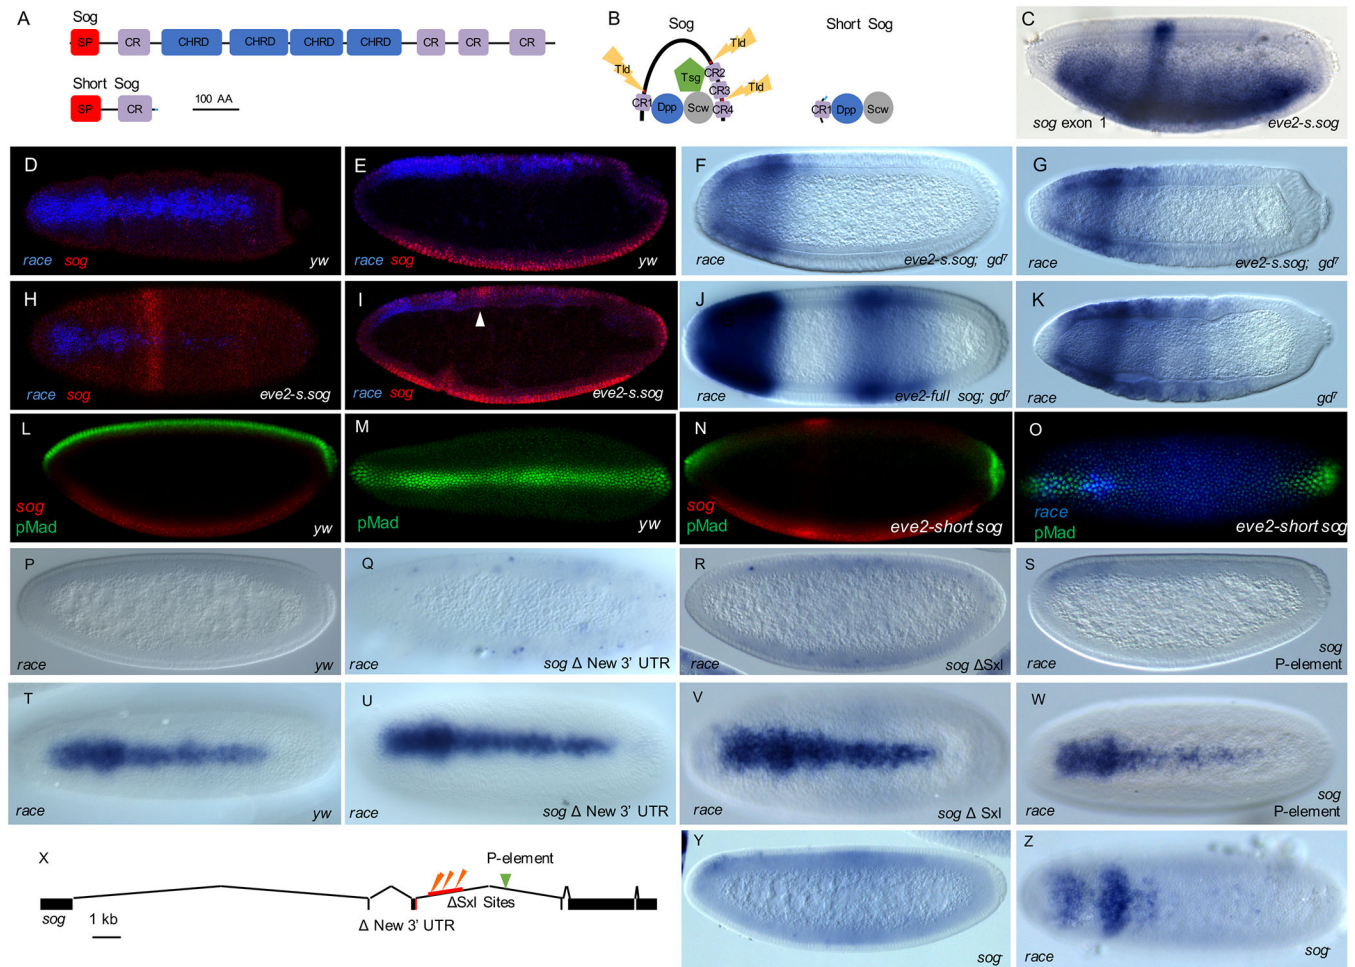 A
Sog
SP CR CHRD CHRD CHRD CHRD CR CR CR
Short Sog
SP CR
100 AA
B
Sog
Short Sog
Tld
Tld
Tld
Tsg
CR1
Dpp
Scw
CR2
CR3
CR4
CR1
Dpp
Scw
C
sog exon 1
eve2-s.sog
D
race sog
yw
E
race sog
yw
F
race
eve2-s.sog; gd7
G
race
eve2-s.sog; gd7
H
race sog
eve2-s.sog
I
race sog
eve2-s.sog
J
race
eve2-full sog; gd7
K
race
gd7
L
sog
pMad
yw
M
pMad
yw
N
sog
pMad
eve2-short sog
O
race
pMad
eve2-short sog
P
race
yw
Q
race
sog Δ New 3' UTR
R
race
sog ΔSxl
S
race
sog
P-element
T
race
yw
U
race
sog Δ New 3' UTR
V
race
sog Δ Sxl
W
race
sog
P-element
X
P-element
sog
ΔSxl Sites
Δ New 3' UTR
1 kb
Y
sog-
Z
race
sog-